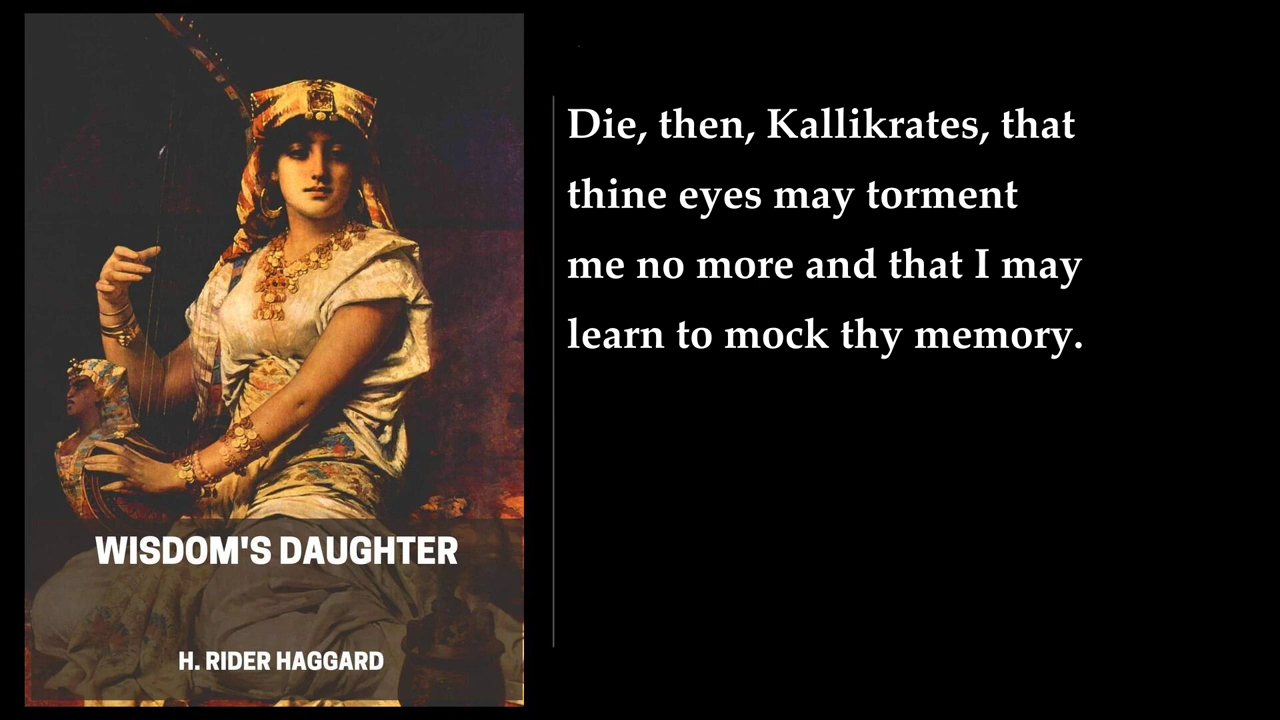 WISDOM'S DAUGHTER
H. RIDER HAGGARD
Die, then, Kallikrates, that
thine eyes may torment
me no more and that I may
learn to mock thy memory.